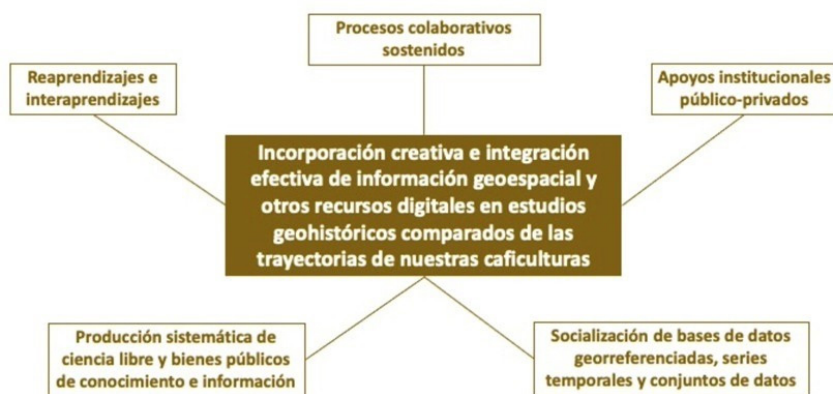 Procesos colaborativos
sostenidos
Reaprendizajes e
interaprendizajes
Apoyos institucionales
público-privados
Incorporación creativa e integración
efectiva de información geoespacial y
otros recursos digitales en estudios
geohistóricos comparados de las
trayectorias de nuestras caficulturas
Producción sistemática de
ciencia libre y bienes públicos
de conocimiento e información
Socialización de bases de datos
georreferenciadas, series
temporales y conjuntos de datos